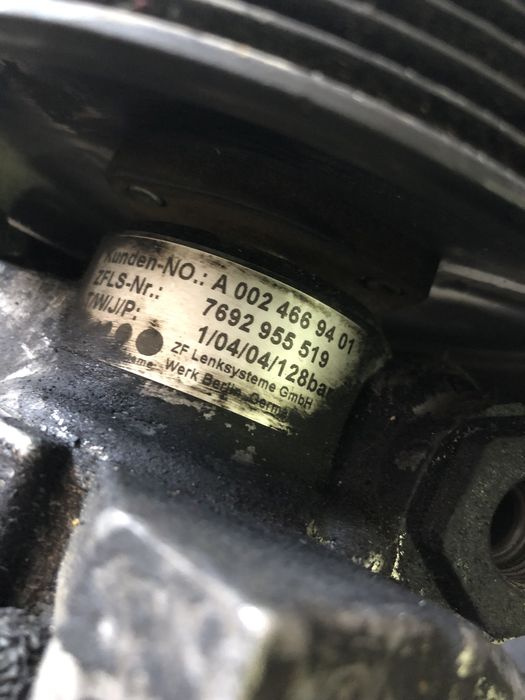 Kunden-NO.: A 002 466 94 01
ZFLS-Nr.: 7692 955 519
T/W/J/P: 1/04/04/128bar
ZF Lenksysteme GmbH
Werk Berlin, Germany